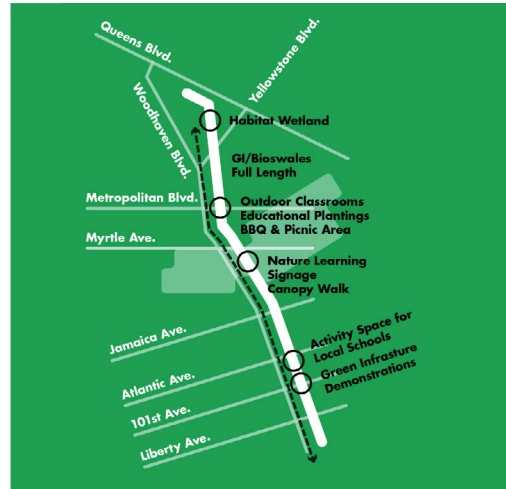 Queens Blvd.
Yellowstone Blvd.
Woodhaven Blvd.
Habitat Wetland
GI/Bioswales
Full Length
Metropolitan Blvd.
Outdoor Classrooms
Educational Plantings
BBQ & Picnic Area
Myrtle Ave.
Nature Learning
Signage
Canopy Walk
Jamaica Ave.
Activity Space for
Local Schools
Atlantic Ave.
Green Infrasture
Demonstrations
101st Ave.
Liberty Ave.